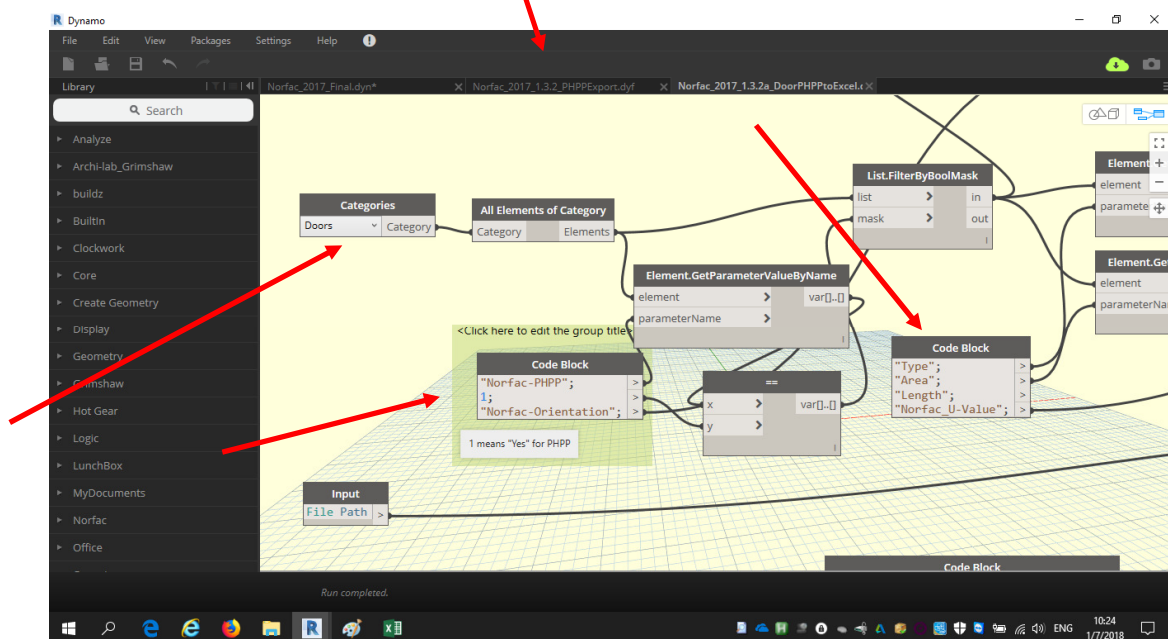 Dynamo
File Edit View Packages Settings Help
Library
Norfac_2017_Final.dyn*
Norfac_2017_1.3.2_PHPPExport.dyf
Norfac_2017_1.3.2a_DoorPHPPtoExcel.
Search
Analyze
Archi-lab_Grimshaw
buildz
BuiltIn
Clockwork
Core
Create Geometry
Display
Geometry
Grimshaw
Hot Gear
Logic
LunchBox
MyDocuments
Norfac
Office
Categories
Doors Category
All Elements of Category
Category Elements
List.FilterByBoolMask
list > in
mask > out
Element
element
paramete
Element.Get
element
parameterNa
Element.GetParameterValueByName
element > var[]..[]
parameterName >
<Click here to edit the group title>
Code Block
"Norfac-PHPP"; >
1; >
"Norfac-Orientation"; >
1 means "Yes" for PHPP
==
x > var[]..[]
y >
Code Block
"Type"; >
"Area"; >
"Length"; >
"Norfac_U-Value"; >
Input
File Path >
Code Block
Run completed.
ENG
10:24
1/7/2018